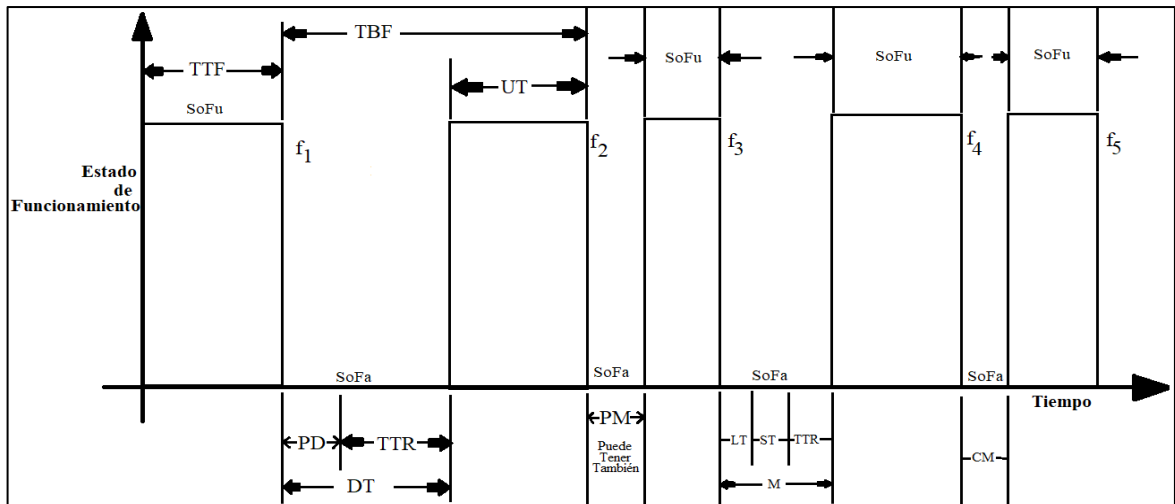 TBF
TTF
SoFu
UT
SoFu
SoFu
SoFu
f1
f2
f3
f4
f5
Estado
de
Funcionamíento
SoFa
SoFa
SoFa
SoFa
Tiempo
PD
TTR
PM
LT
ST
TTR
CM
Puede
Tener
También
DT
M